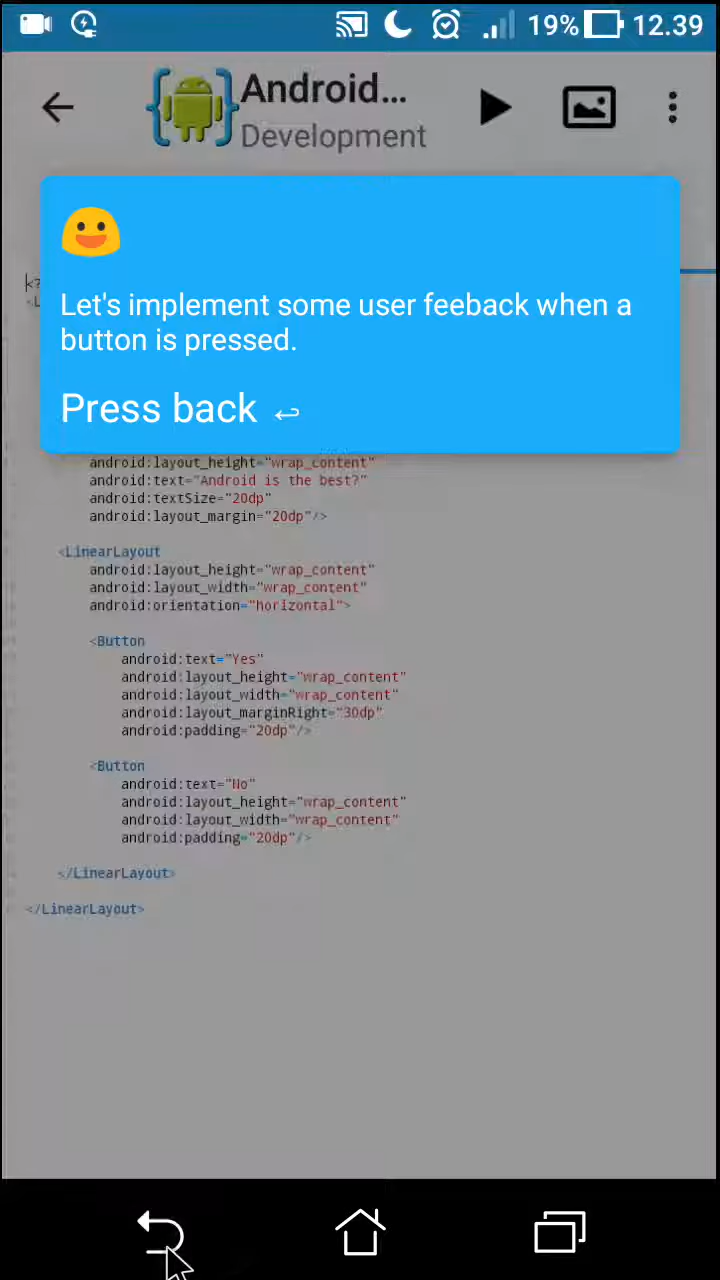 19% 12.39
Android...
Development
<?
<L
Let's implement some user feeback when a
button is pressed.
Press back
android:layout_height="wrap_content"
android:text="Android is the best?"
android:textSize="20dp"
android:layout_margin="20dp"/>
<LinearLayout
android:layout_height="wrap_content"
android:layout_width="wrap_content"
android:orientation="horizontal">
<Button
android:text="Yes"
android:layout_height="wrap_content"
android:layout_width="wrap_content"
android:layout_marginRight="30dp"
android:padding="20dp"/>
<Button
android:text="No"
android:layout_height="wrap_content"
android:layout_width="wrap_content"
android:padding="20dp"/>
</LinearLayout>
</LinearLayout>